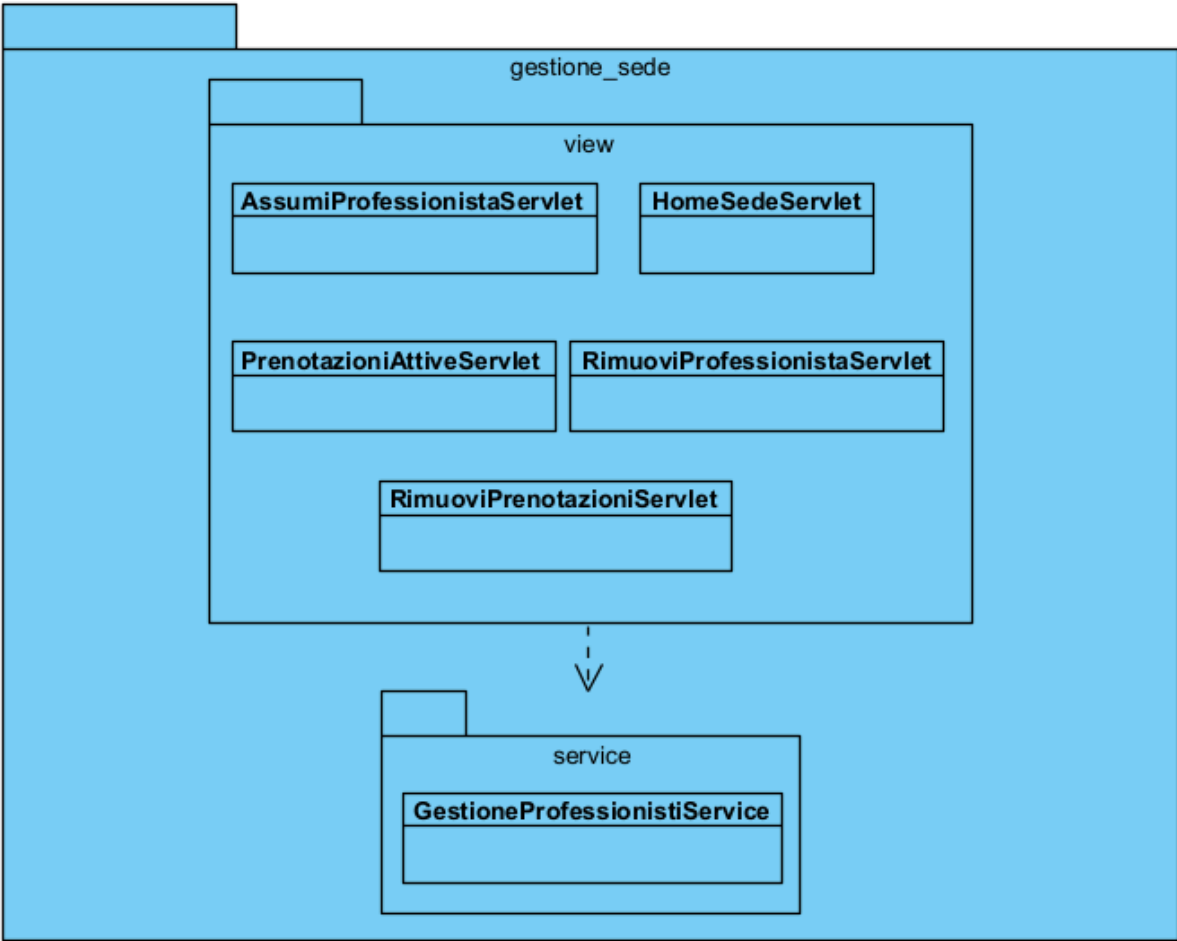 gestione_sede
view
AssumiProfessionistaServlet
HomeSedeServlet
PrenotazioniAttiveServlet
RimuoviProfessionistaServlet
RimuoviPrenotazioniServlet
service
GestioneProfessionistiService